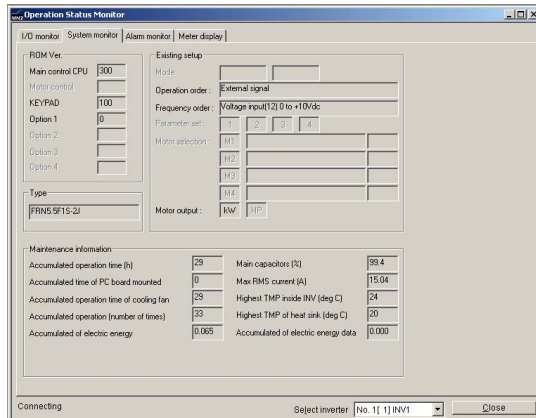 Operation Status Monitor
I/O monitor System monitor Alarm monitor Meter display
ROM Ver.
Main control CPU 300
Motor control
KEYPAD 100
Option 1 0
Option 2
Option 3
Option 4
Type
FRN5.5F1S-2J
Existing setup
Mode
Operation order : External signal
Frequency order : Voltage input(12) 0 to +10Vdc
Parameter set : 1 2 3 4
Motor selection : M1
M2
M3
M4
Motor output : kW HP
Maintenance information
Accumulated operation time (h) 29
Accumulated time of PC board mounted 0
Accumulated operation time of cooling fan 29
Accumulated operation (number of times) 33
Accumulated of electric energy 0.065
Main capacitors (%) 99.4
Max RMS current (A) 15.04
Highest TMP inside INV (deg C) 24
Highest TMP of heat sink (deg C) 20
Accumulated of electric energy data 0.000
Connecting
Select inverter No. 1[ 1] INV1 Close